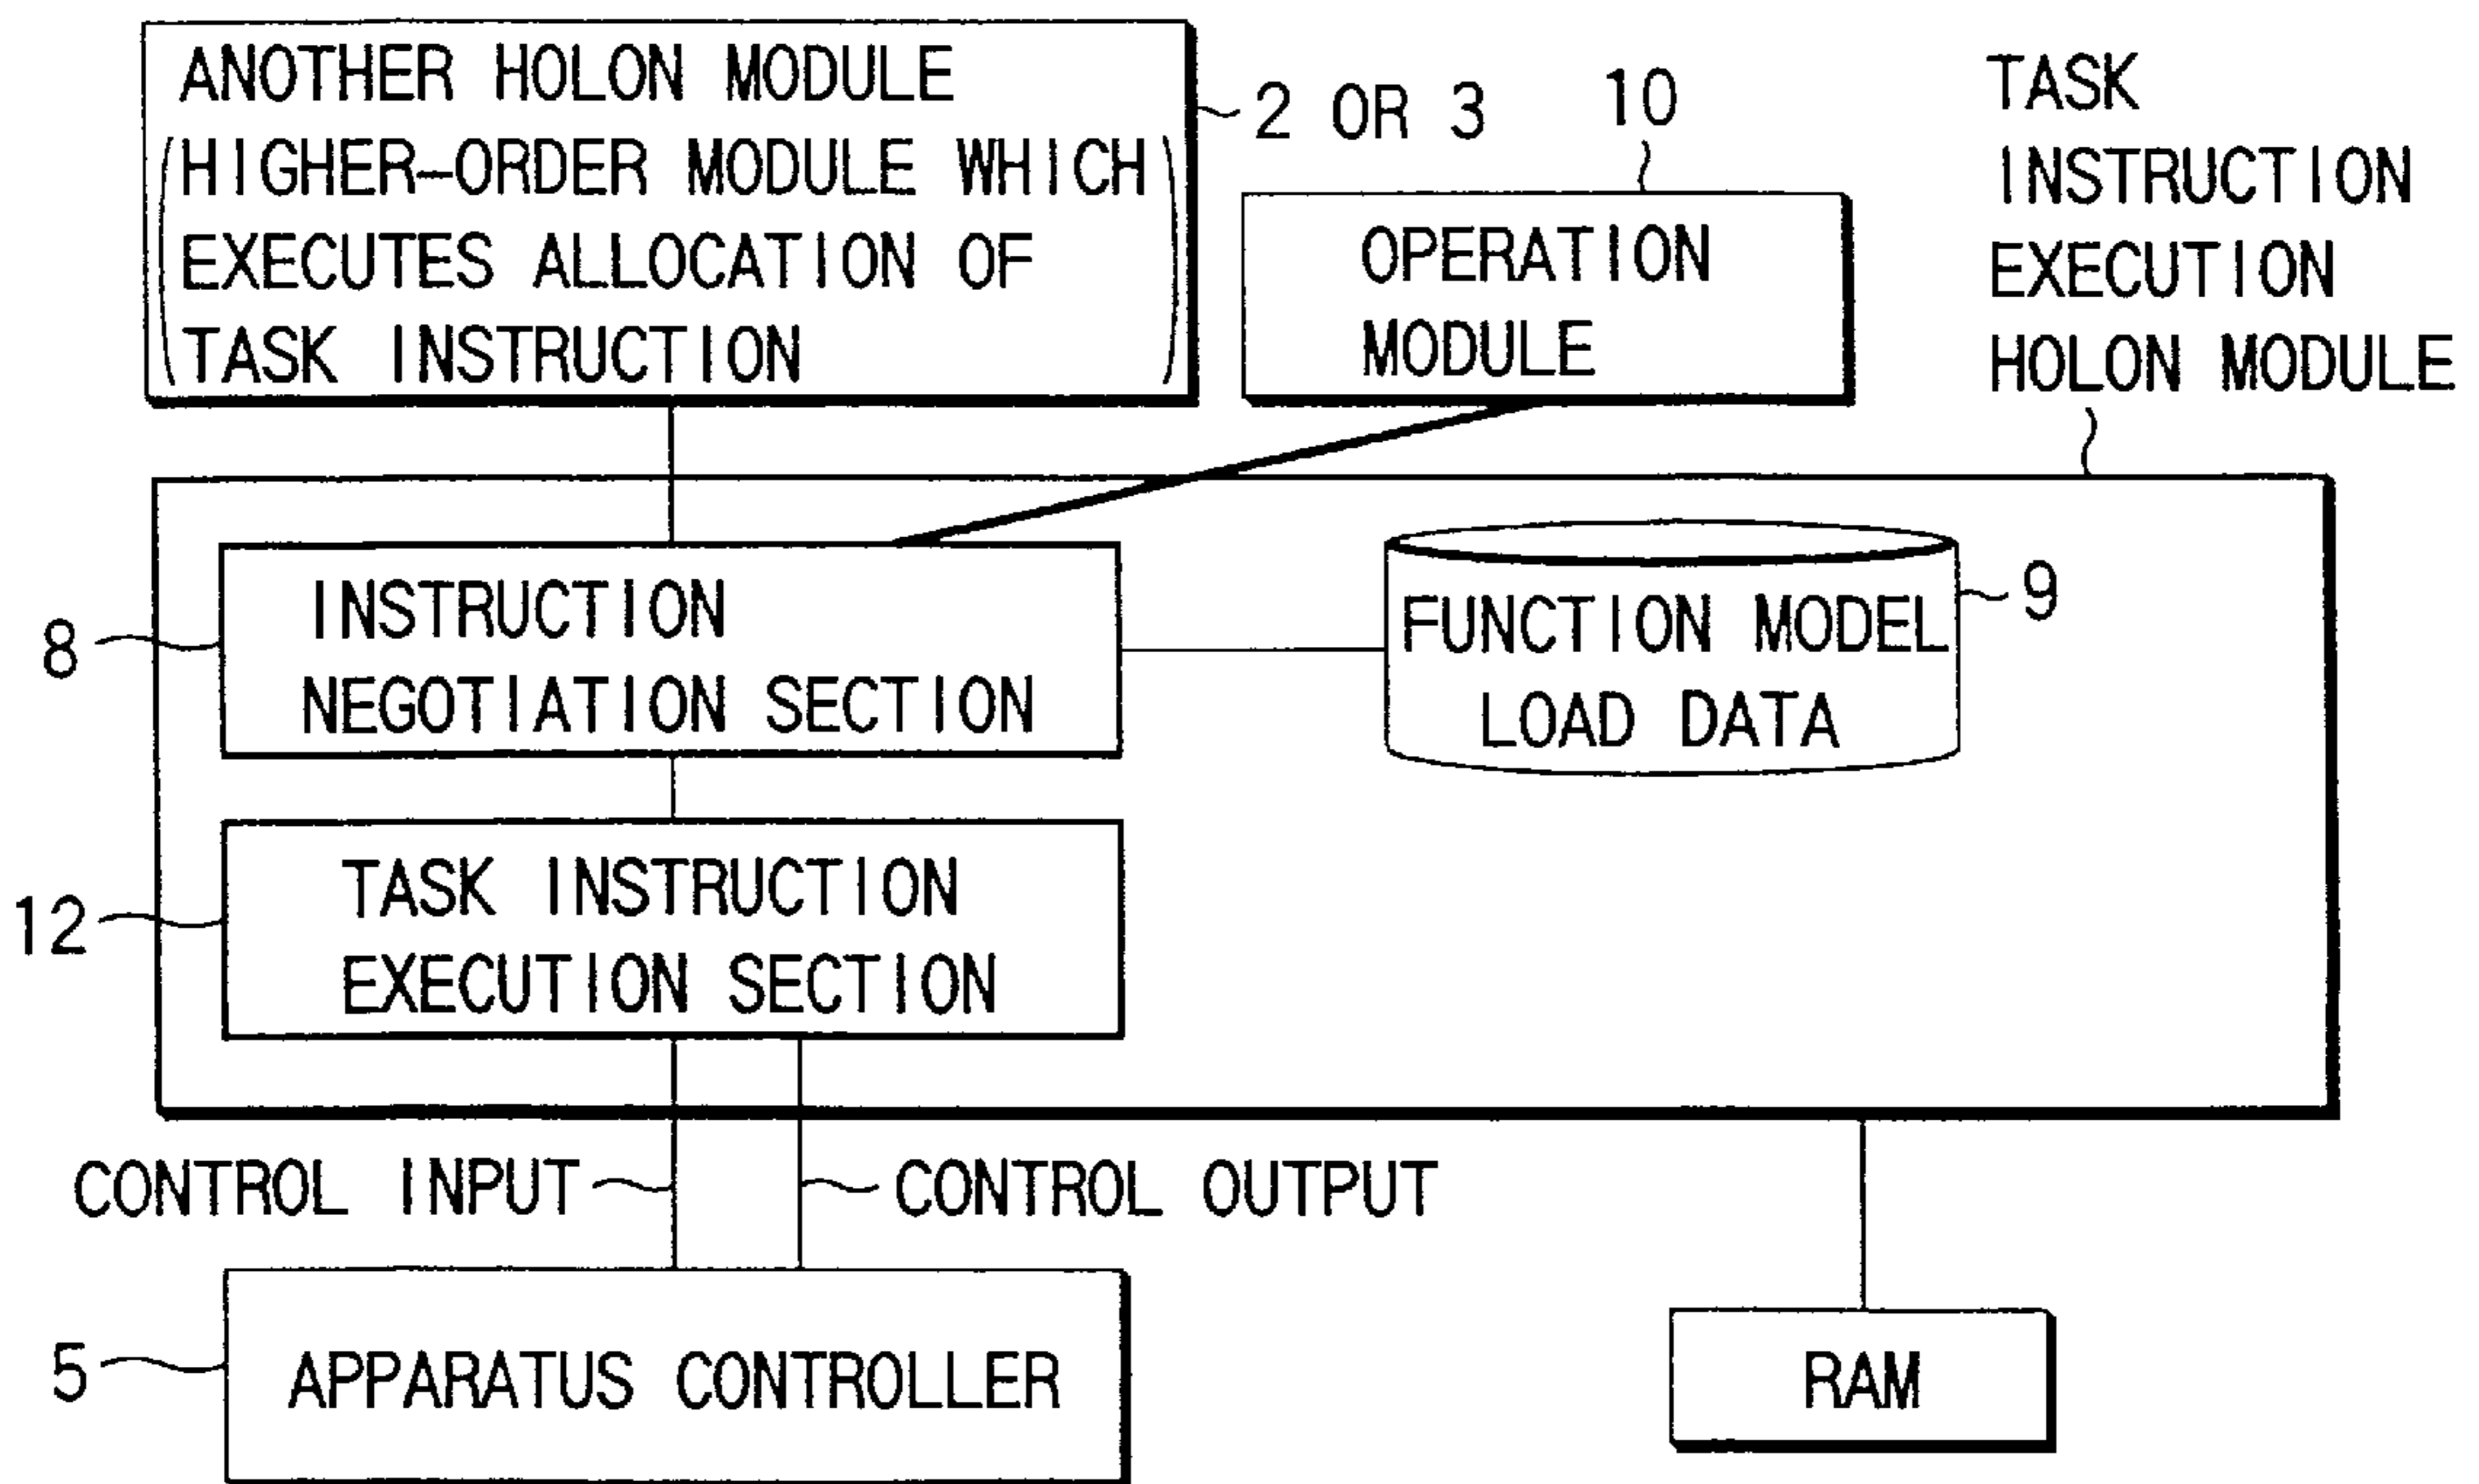 ANOTHER HOLON MODULE
(HIGHER-ORDER MODULE WHICH
EXECUTES ALLOCATION OF
TASK INSTRUCTION)
2 OR 3
10
OPERATION
MODULE
TASK
INSTRUCTION
EXECUTION
HOLON MODULE
8
INSTRUCTION
NEGOTIATION SECTION
FUNCTION MODEL
LOAD DATA
9
12
TASK INSTRUCTION
EXECUTION SECTION
CONTROL INPUT
CONTROL OUTPUT
5
APPARATUS CONTROLLER
RAM